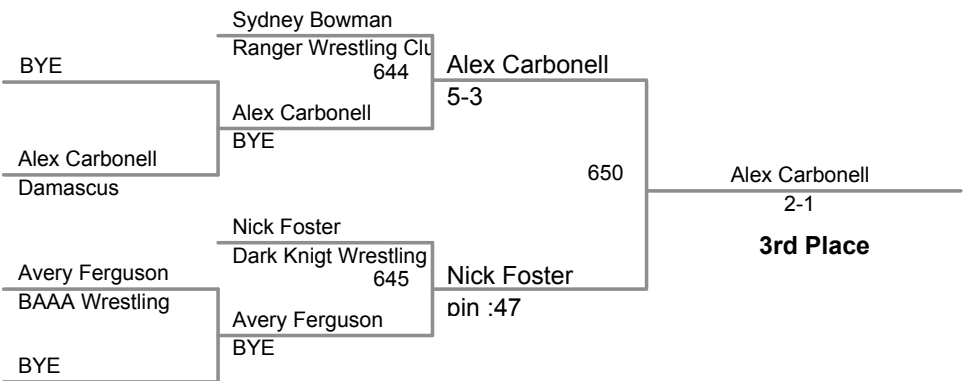 Sydney Bowman
Ranger Wrestling Clu
BYE
644
Alex Carbonell
5-3
Alex Carbonell
BYE
Alex Carbonell
Damascus
650
Alex Carbonell
2-1
3rd Place
Nick Foster
Dark Knigt Wrestling
Avery Ferguson
BAAA Wrestling
645
Nick Foster
pin :47
Avery Ferguson
BYE
BYE